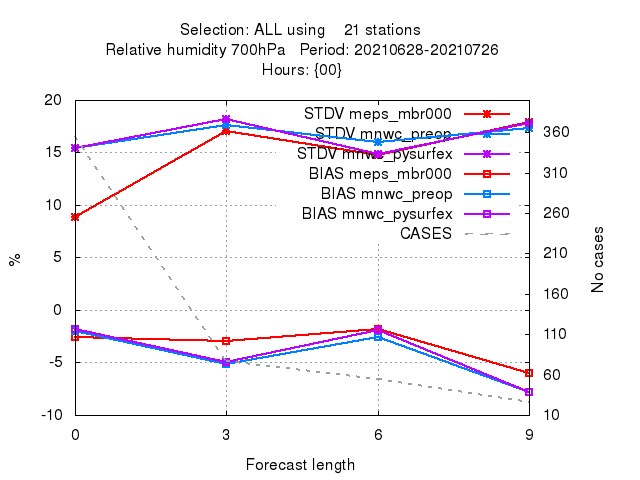 Selection: ALL using 21 stations
Relative humidity 700hPa Period: 20210628-20210726
Hours: {00}
20
15
10
5
0
-5
-10
%
STDV meps_mbr000
STDV mnwc_preop
STDV mnwc_pysurfex
BIAS meps_mbr000
BIAS mnwc_preop
BIAS mnwc_pysurfex
CASES
360
310
260
210
160
110
60
10
No cases
0 3 6 9
Forecast length